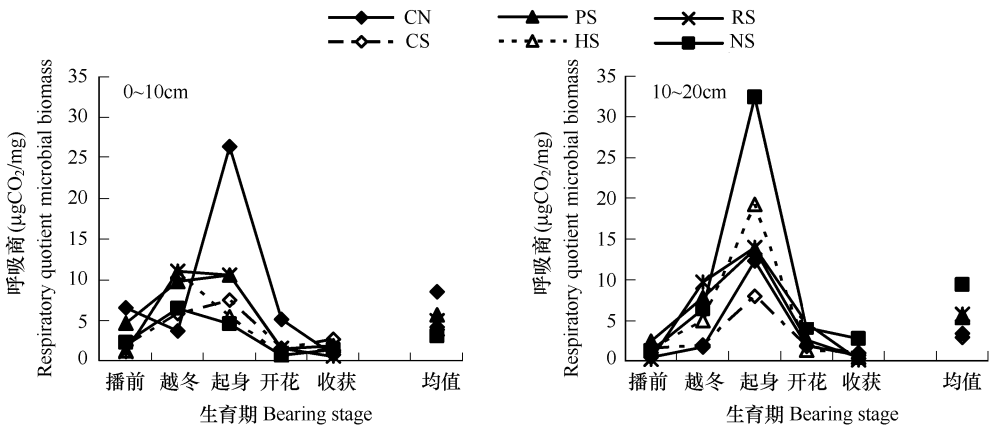 CN PS RS
CS HS NS
呼吸商(μgCO₂/mg)
Respiratory quotient microbial biomass
0~10cm
35
30
25
20
15
10
5
0
播前 越冬 起身 开花 收获 均值
生育期 Bearing stage
呼吸商(μgCO₂/mg)
Respiratory quotient microbial biomass
10~20cm
35
30
25
20
15
10
5
0
播前 越冬 起身 开花 收获 均值
生育期 Bearing stage